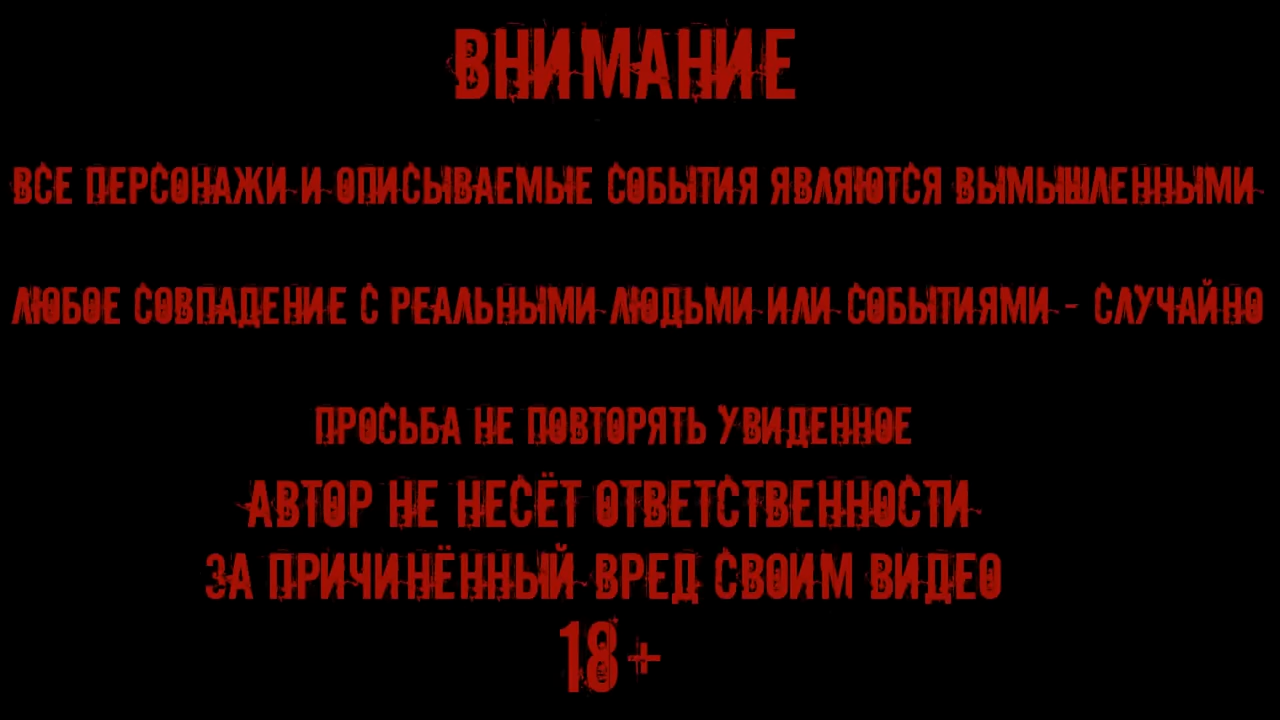 ВНИМАНИЕ
ВСЕ ПЕРСОНАЖИ И ОПИСЫВАЕМЫЕ СОБЫТИЯ ЯВЛЯЮТСЯ ВЫМЫШЛЕННЫМИ
ЛЮБОЕ СОВПАДЕНИЕ С РЕАЛЬНЫМИ ЛЮДЬМИ ИЛИ СОБЫТИЯМИ - СЛУЧАЙНО
ПРОСЬБА НЕ ПОВТОРЯТЬ УВИДЕННОЕ
АВТОР НЕ НЕСЁТ ОТВЕТСТВЕННОСТИ
ЗА ПРИЧИНЁННЫЙ ВРЕД СВОИМ ВИДЕО
18+